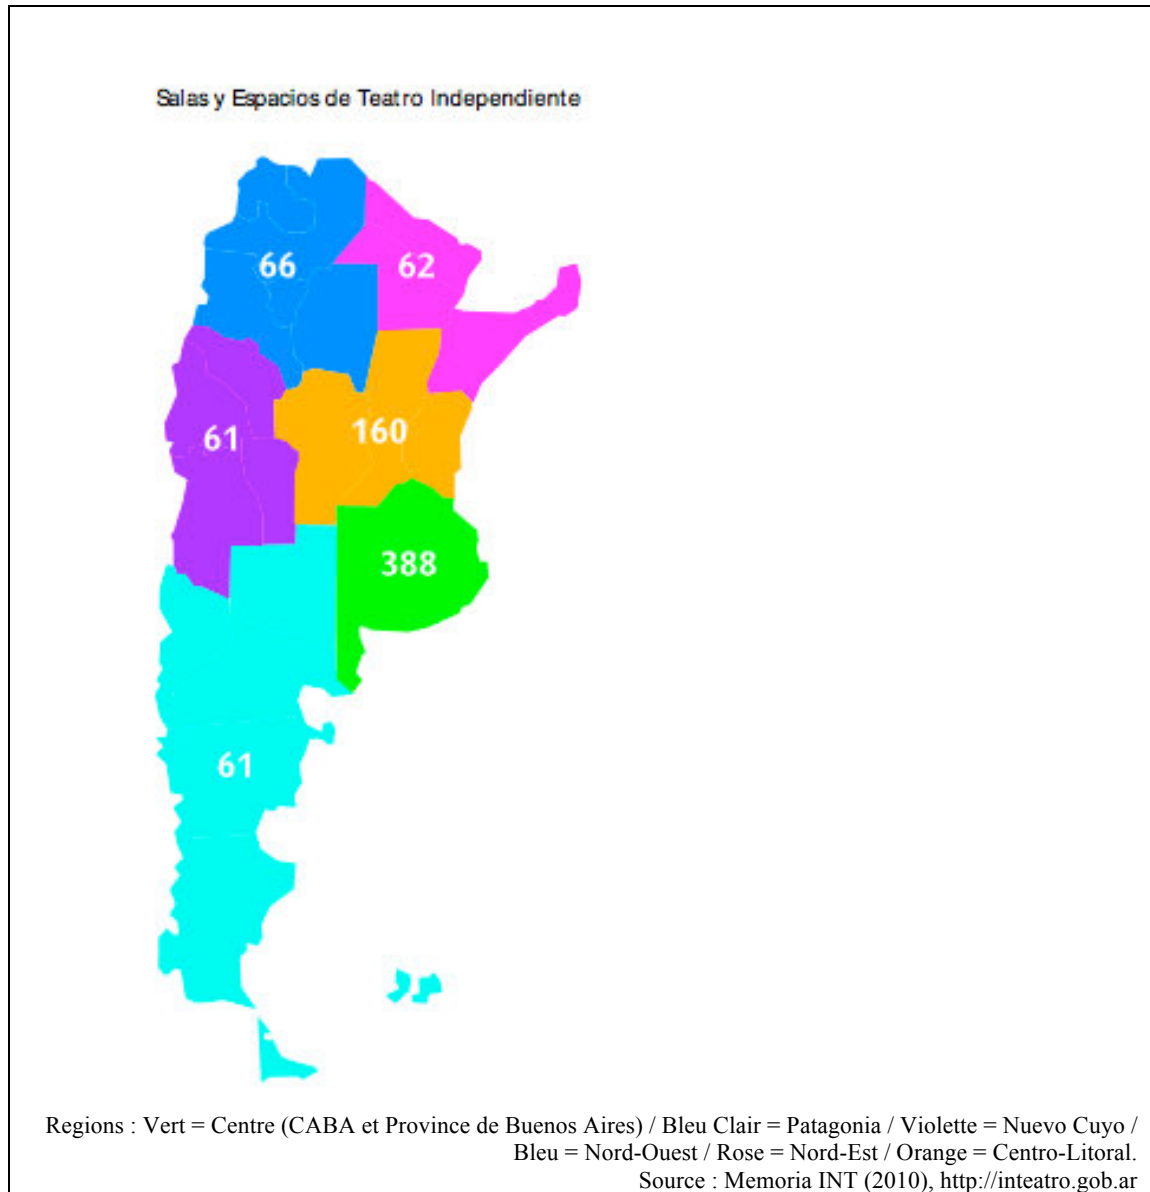 Salas y Espacios de Teatro Independiente
66
62
61
160
388
61
Regions : Vert = Centre (CABA et Province de Buenos Aires) / Bleu Clair = Patagonia / Violette = Nuevo Cuyo /
Bleu = Nord-Ouest / Rose = Nord-Est / Orange = Centro-Litoral.
Source : Memoria INT (2010), http://inteatro.gob.ar